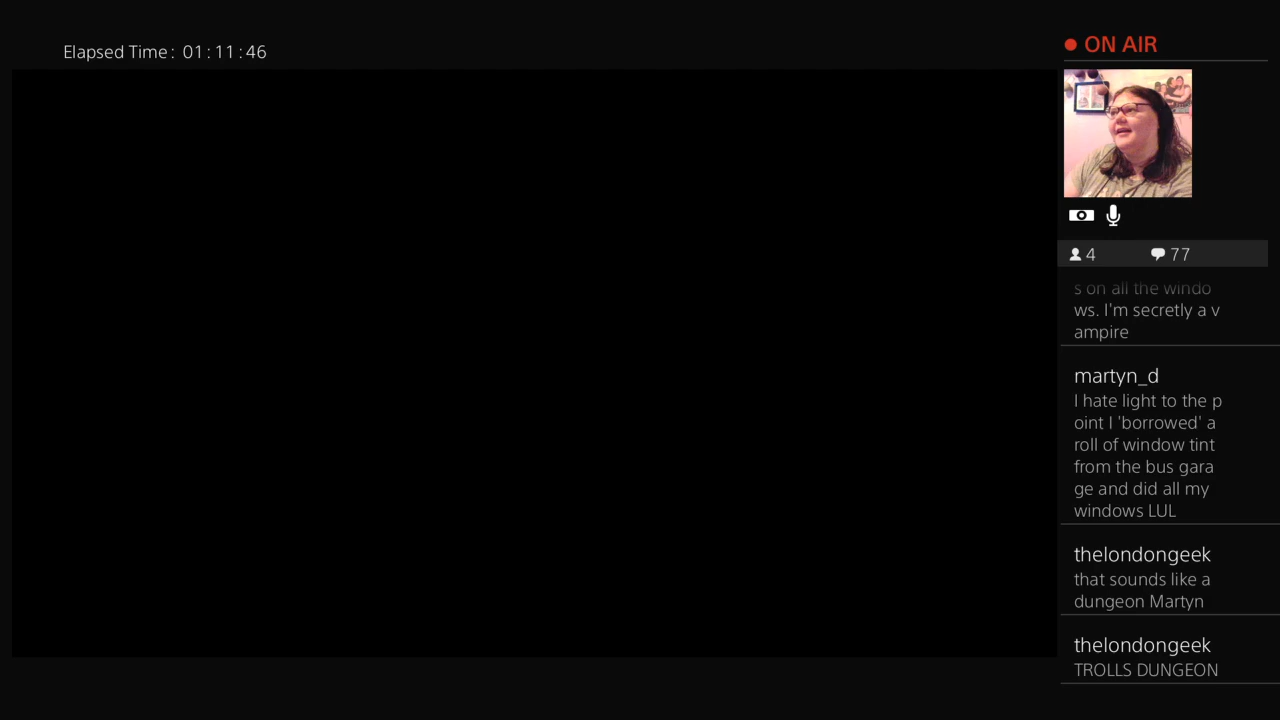 Elapsed Time: 01:11:46
ON AIR
4 77
s on all the windo
ws. I'm secretly a v
ampire
martyn_d
I hate light to the p
oint I 'borrowed' a
roll of window tint
from the bus gara
ge and did all my
windows LUL
thelondongeek
that sounds like a
dungeon Martyn
thelondongeek
TROLLS DUNGEON